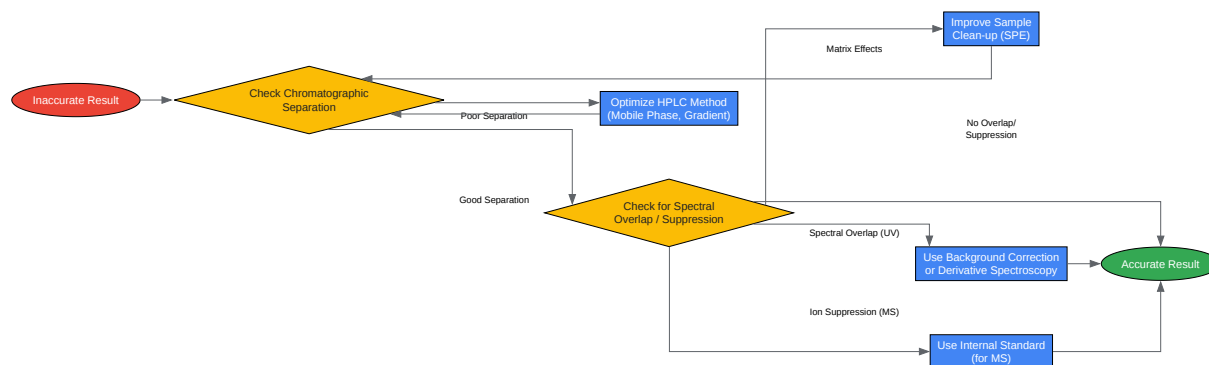 Improve Sample
Clean-up (SPE)
Matrix Effects
Inaccurate Result
Check Chromatographic
Separation
Optimize HPLC Method
(Mobile Phase, Gradient)
Poor Separation
No Overlap/
Suppression
Good Separation
Check for Spectral
Overlap / Suppression
Spectral Overlap (UV)
Use Background Correction
or Derivative Spectroscopy
Accurate Result
Ion Suppression (MS)
Use Internal Standard
(for MS)